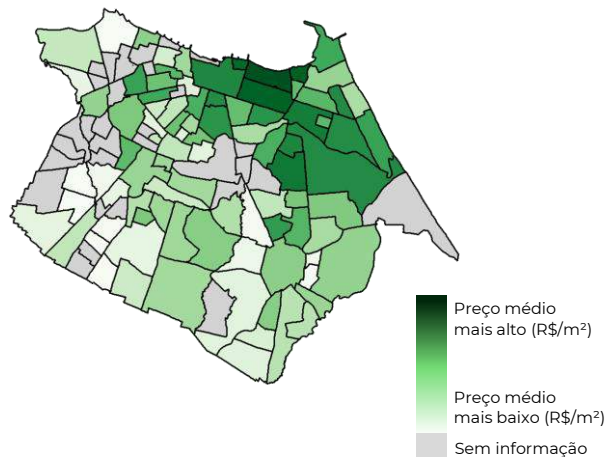 Preço médio
mais alto (R$/m²)
Preço médio
mais baixo (R$/m²)
Sem informação